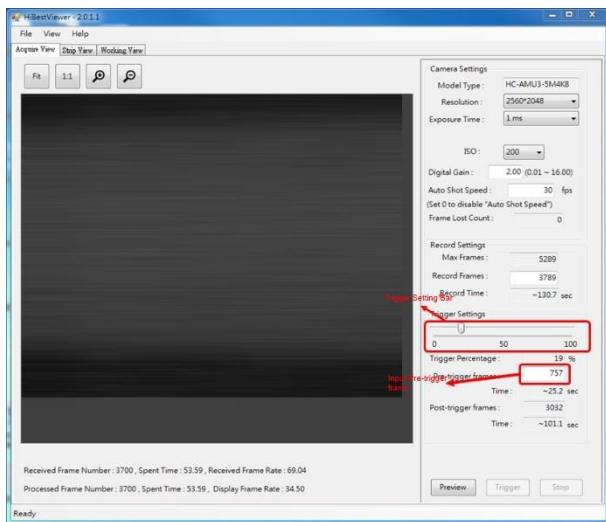 HiBestViewer - 2.0.1.1
File View Help
Acquire View Strip View Working View
Fit 1:1
Camera Settings
Model Type : HC-AMU3-5M4K8
Resolution : 2560*2048
Exposure Time : 1 ms
ISO : 200
Digital Gain : 2.00 (0.01 ~ 16.00)
Auto Shot Speed : 30 fps
(Set 0 to disable "Auto Shot Speed")
Frame Lost Count : 0
Record Settings
Max Frames : 5289
Record Frames : 3789
Record Time : ~130.7 sec
Trigger Setting Bar
Trigger Settings
0 50 100
Trigger Percentage : 19 %
Input Pre-trigger
frame
Pre-trigger frames : 757
Time : ~25.2 sec
Post-trigger frames : 3032
Time : ~101.1 sec
Preview Trigger Stop
Received Frame Number : 3700 , Spent Time : 53.59 , Received Frame Rate : 69.04
Processed Frame Number : 3700 , Spent Time : 53.59 , Display Frame Rate : 34.50
Ready